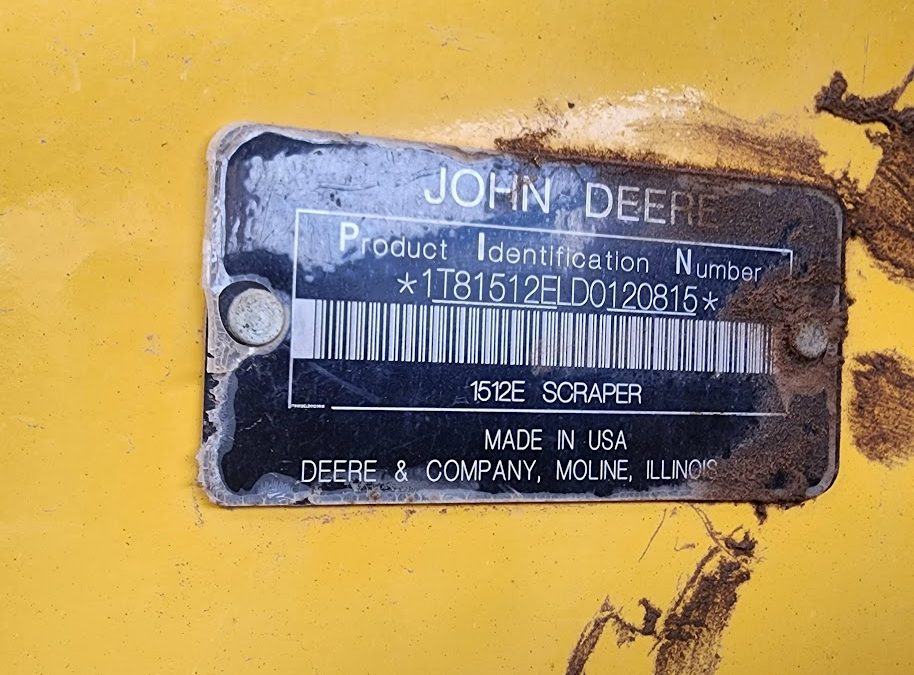 JOHN DEERE
Product Identification Number
*1T81512ELD0120815*
1512E SCRAPER
MADE IN USA
DEERE & COMPANY, MOLINE, ILLINOIS